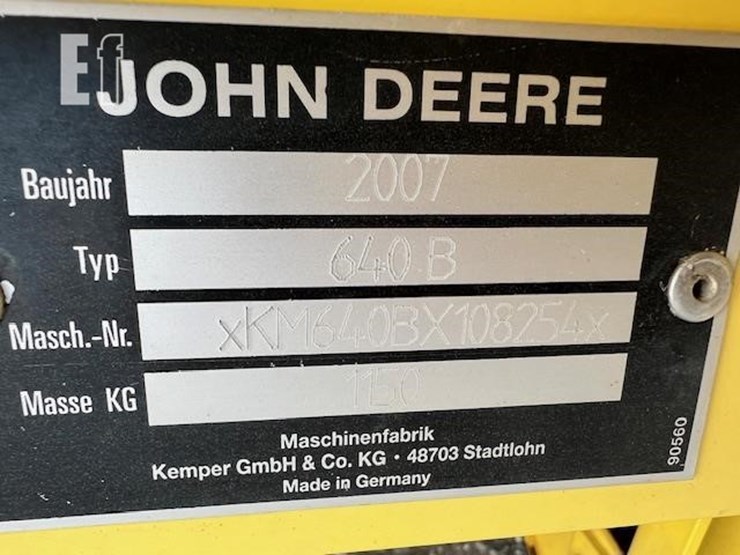 Ef
JOHN DEERE
Baujahr 2007
Typ 640 B
Masch.-Nr. xKM640BX108254x
Masse KG 1150
Maschinenfabrik
Kemper GmbH & Co. KG · 48703 Stadtlohn
Made in Germany
90560